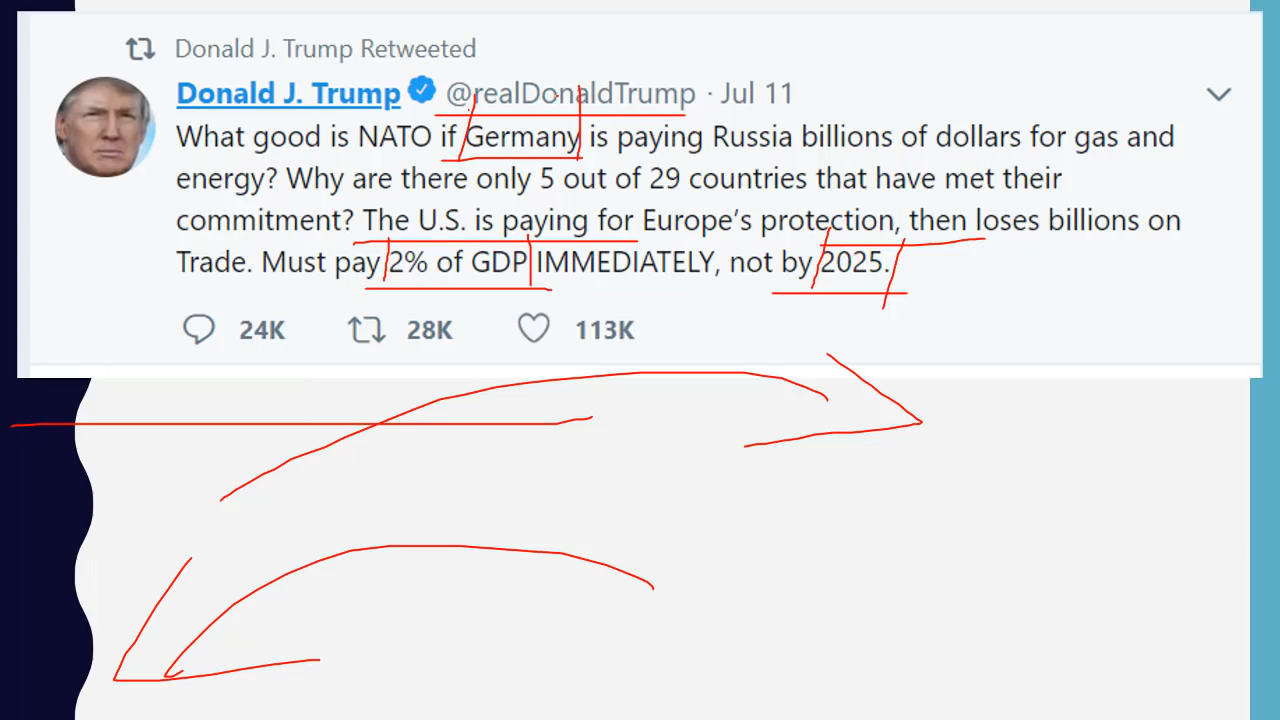 Donald J. Trump Retweeted
Donald J. Trump @realDonaldTrump · Jul 11
What good is NATO if Germany is paying Russia billions of dollars for gas and
energy? Why are there only 5 out of 29 countries that have met their
commitment? The U.S. is paying for Europe’s protection, then loses billions on
Trade. Must pay 2% of GDP IMMEDIATELY, not by 2025.
24K 28K 113K